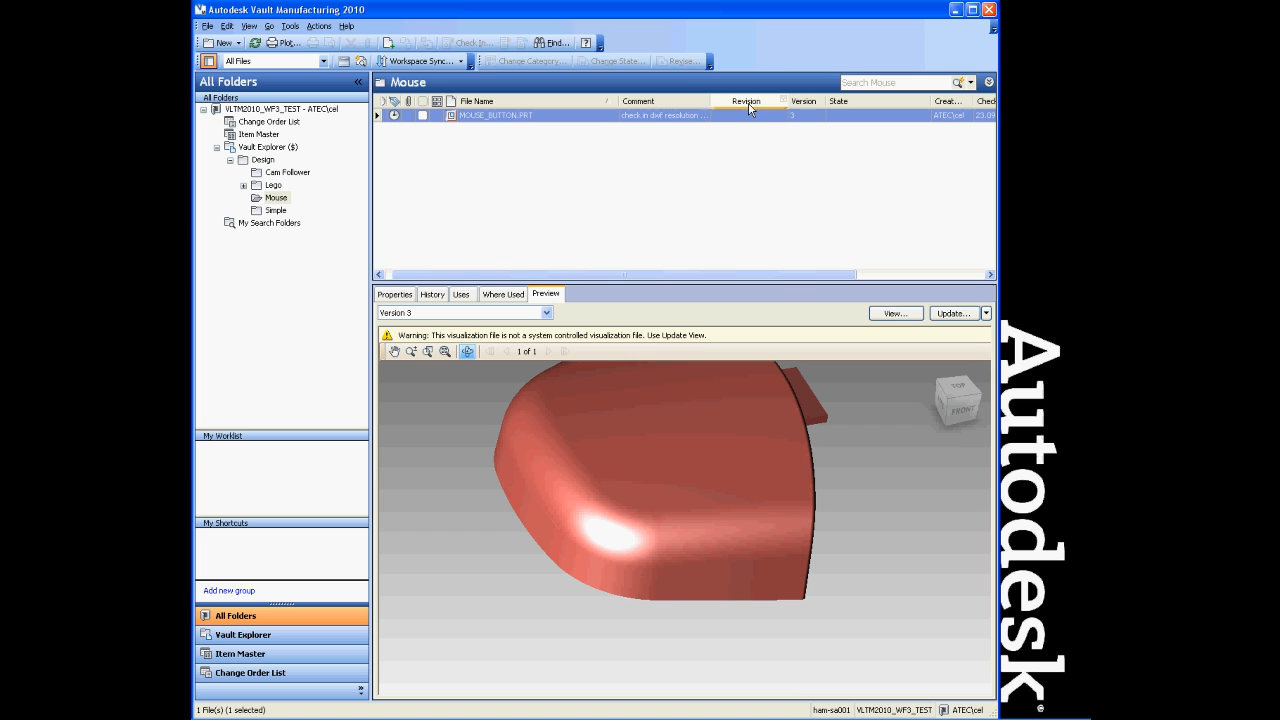 Autodesk Vault Manufacturing 2010
File Edit View Go Tools Actions Help
New Plot... Check In... Find...
All Files Workspace Sync... Change Category... Change State... Revise...
All Folders «
All Folders
VLTM2010_WF3_TEST - ATEC\cel
Change Order List
Item Master
Vault Explorer ($)
Design
Cam Follower
Lego
Mouse
Simple
My Search Folders
My Worklist
My Shortcuts
Add new group
All Folders
Vault Explorer
Item Master
Change Order List
Mouse Search Mouse
File Name Comment Revision Version State Creat... Check
MOUSE_BUTTON.PRT check in dwf resolution ... 3 ATEC\cel 23.09
Properties History Uses Where Used Preview
Version 3 View... Update...
Warning: This visualization file is not a system controlled visualization file. Use Update View.
1 of 1
TOP
FRONT
1 File(s) (1 selected) ham-sa001 VLTM2010_WF3_TEST ATEC\cel
Autodesk®